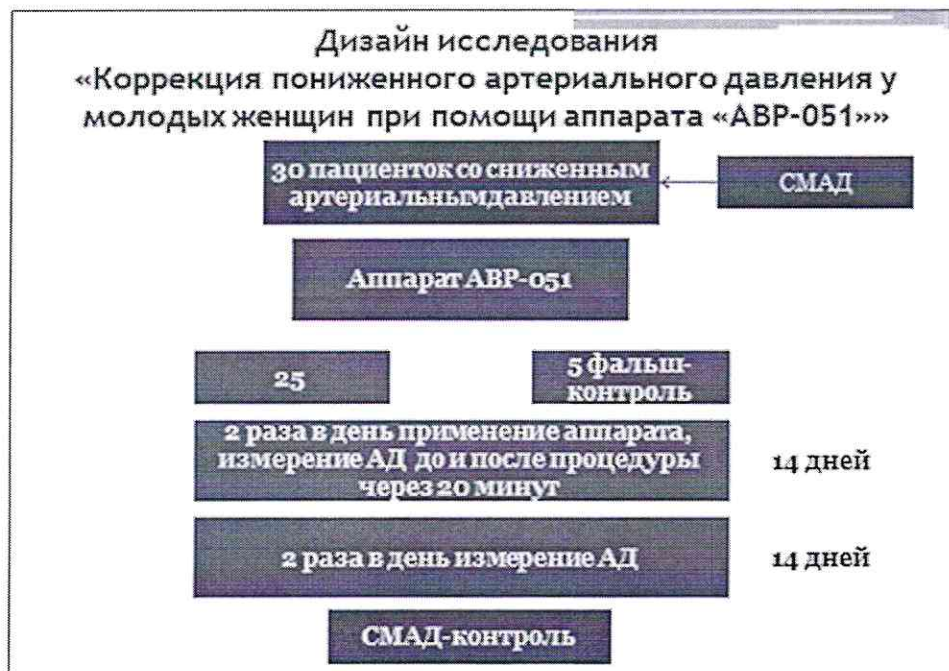 Дизайн исследования
«Коррекция пониженного артериального давления у
молодых женщин при помощи аппарата «АВР-051»»
30 пациенток со сниженным
артериальнымдавлением
СМАД
Аппарат АВР-051
25
5 фальш-
контроль
2 раза в день применение аппарата,
измерение АД до и после процедуры
через 20 минут
14 дней
2 раза в день измерение АД
14 дней
СМАД-контроль